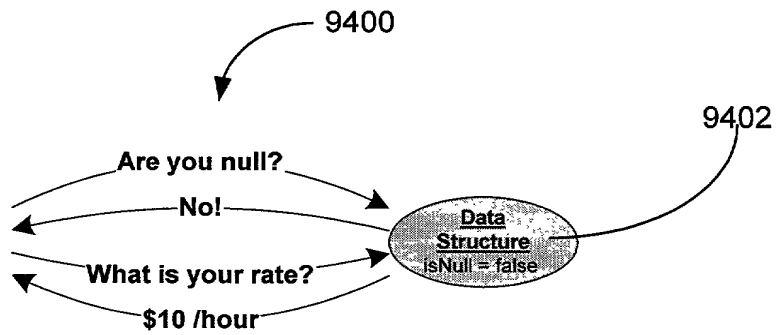 9400
9402
Are you null?
No!
Data
Structure
isNull = false
What is your rate?
$10 /hour